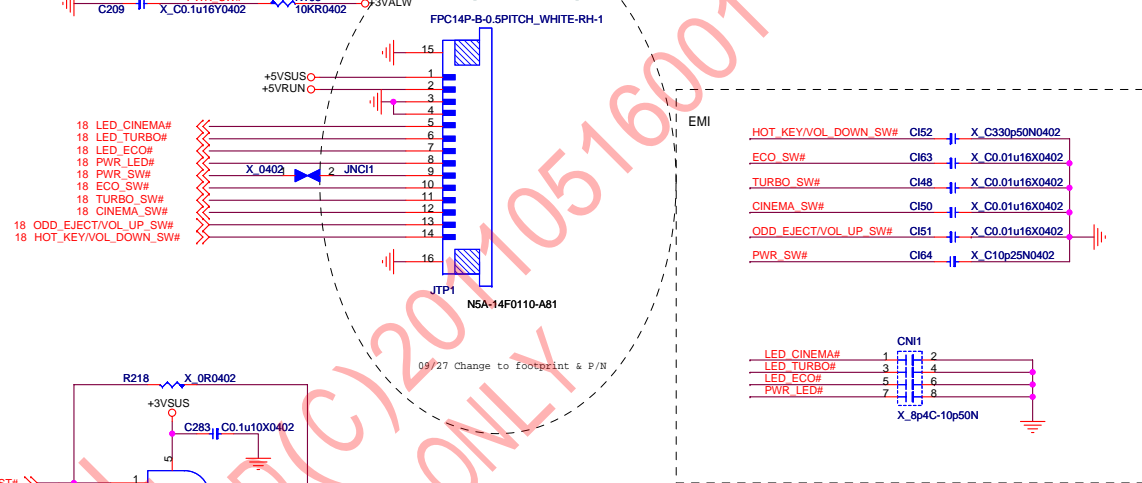 +3VALW
C209
X_C0.1u16Y0402
10KR0402
FPC14P-B-0.5PITCH_WHITE-RH-1
15
+5VSUS
1
+5VRUN
2
3
4
18 LED_CINEMA#
5
18 LED_TURBO#
6
18 LED_ECO#
7
18 PWR_LED#
8
18 PWR_SW#
X_0402
2
JNCI1
9
18 ECO_SW#
10
18 TURBO_SW#
11
18 CINEMA_SW#
12
18 ODD_EJECT/VOL_UP_SW#
13
18 HOT_KEY/VOL_DOWN_SW#
14
16
JTP1
N5A-14F0110-A81
09/27 Change to footprint & P/N
EMI
HOT_KEY/VOL_DOWN_SW# CI52 X_C330p50N0402
ECO_SW# CI63 X_C0.01u16X0402
TURBO_SW# CI48 X_C0.01u16X0402
CINEMA_SW# CI50 X_C0.01u16X0402
ODD_EJECT/VOL_UP_SW# CI51 X_C0.01u16X0402
PWR_SW# CI64 X_C10p25N0402
CNI1
LED_CINEMA# 1 2
LED_TURBO# 3 4
LED_ECO# 5 6
PWR_LED# 7 8
X_8p4C-10p50N
R218 X_0R0402
+3VSUS
C283 C0.1u10X0402
5
1
ST#
(C)20110516001
ONLY